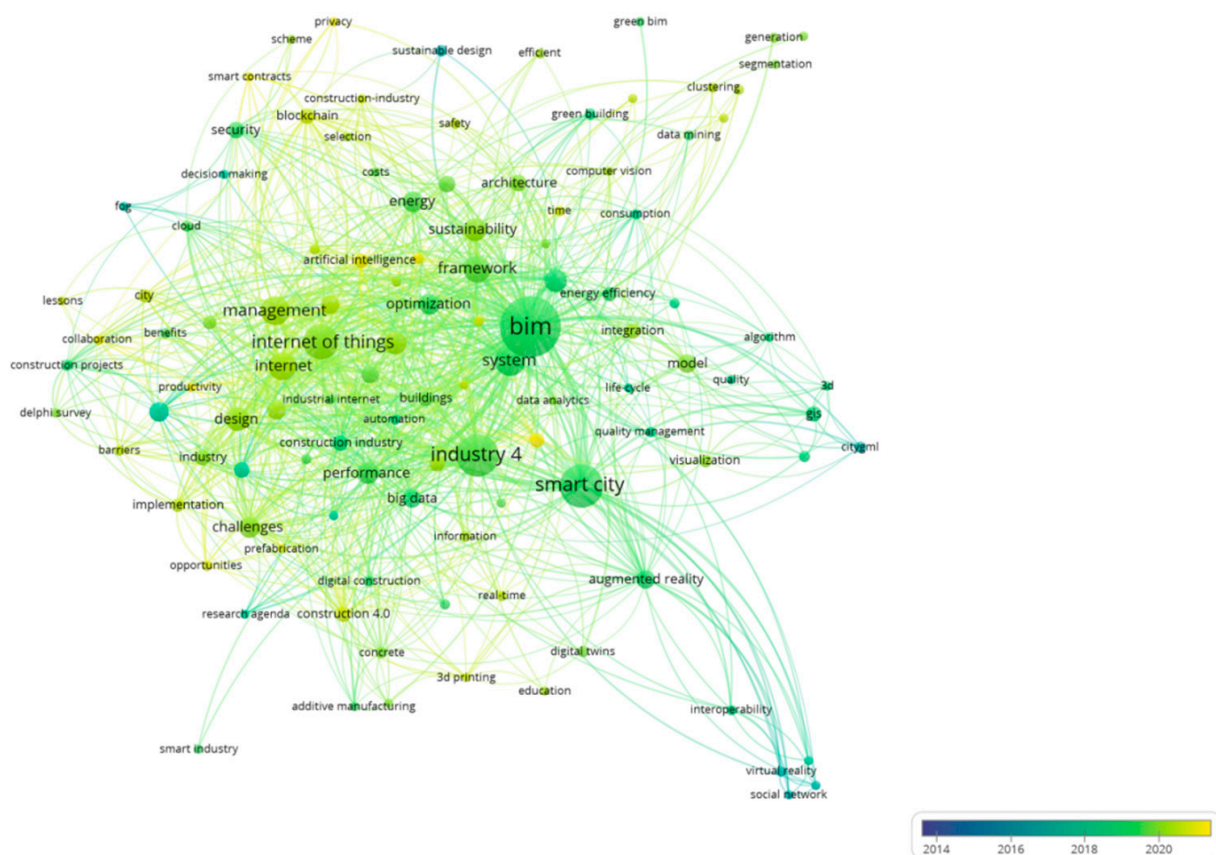 privacy
green bim
scheme
generation
sustainable design
efficient
segmentation
smart contracts
clustering
construction-industry
blockchain
green building
security
safety
selection
data mining
costs
computer vision
decision making
architecture
energy
fog
time
consumption
cloud
sustainability
artificial intelligence
framework
energy efficiency
lessons
city
optimization
management
bim
integration
benefits
collaboration
internet of things
algorithm
system
construction projects
internet
model
productivity
life cycle
quality
3d
industrial internet
buildings
data analytics
delphi survey
design
automation
gis
quality management
construction industry
barriers
citygml
industry
industry 4
visualization
performance
smart city
big data
implementation
challenges
information
prefabrication
opportunities
digital construction
augmented reality
real-time
research agenda
construction 4.0
concrete
digital twins
3d printing
education
additive manufacturing
interoperability
smart industry
virtual reality
social network
2014 2016 2018 2020